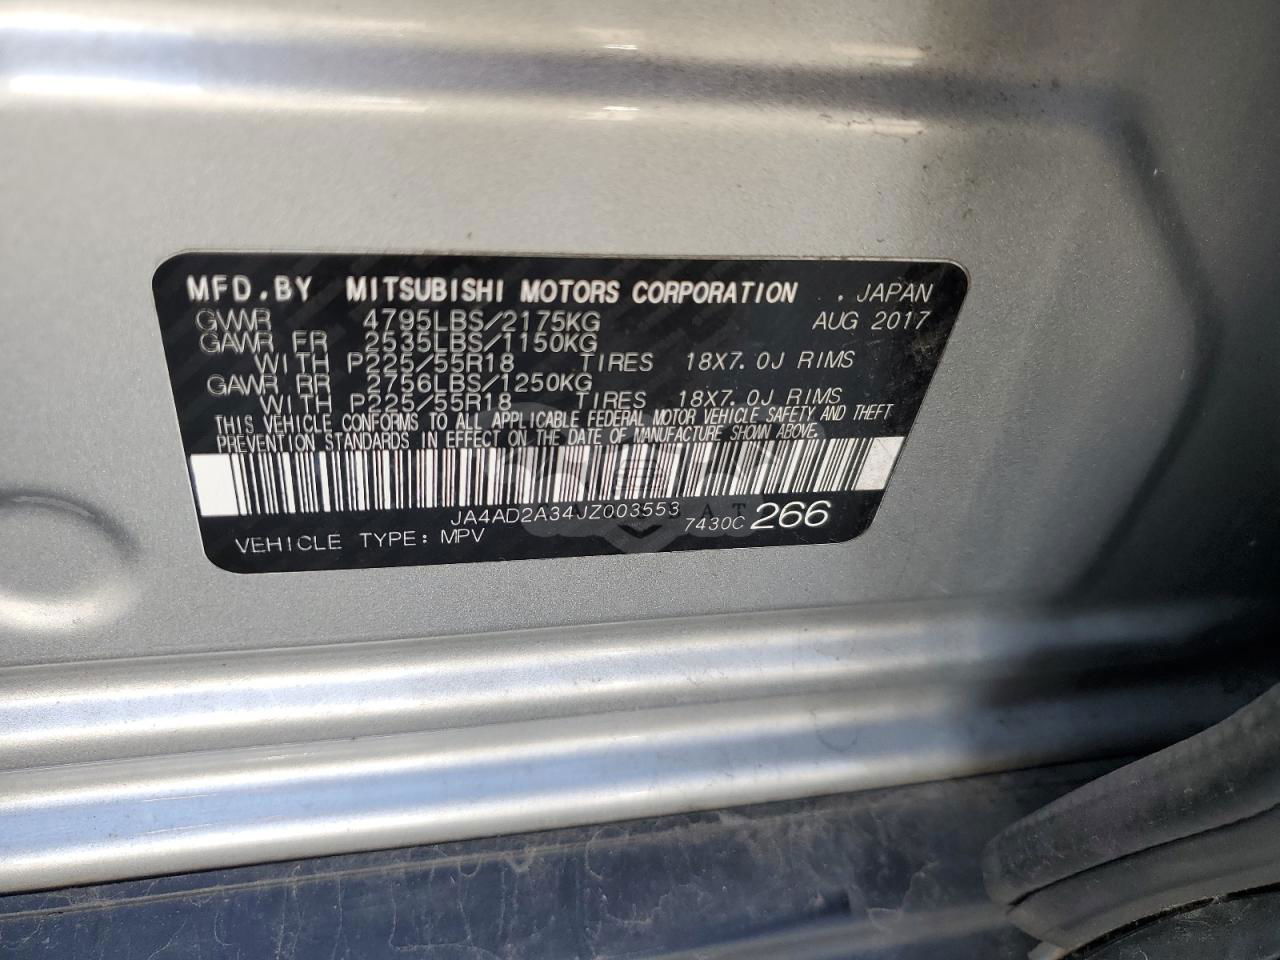 MFD.BY MITSUBISHI MOTORS CORPORATION . JAPAN
GVWR 4795LBS/2175KG AUG 2017
GAWR FR 2535LBS/1150KG
WITH P225/55R18 TIRES 18X7.0J RIMS
GAWR RR 2756LBS/1250KG
WITH P225/55R18 TIRES 18X7.0J RIMS
THIS VEHICLE CONFORMS TO ALL APPLICABLE FEDERAL MOTOR VEHICLE SAFETY AND THEFT
PREVENTION STANDARDS IN EFFECT ON THE DATE OF MANUFACTURE SHOWN ABOVE.
JA4AD2A34JZ003553
7430C 266
VEHICLE TYPE: MPV